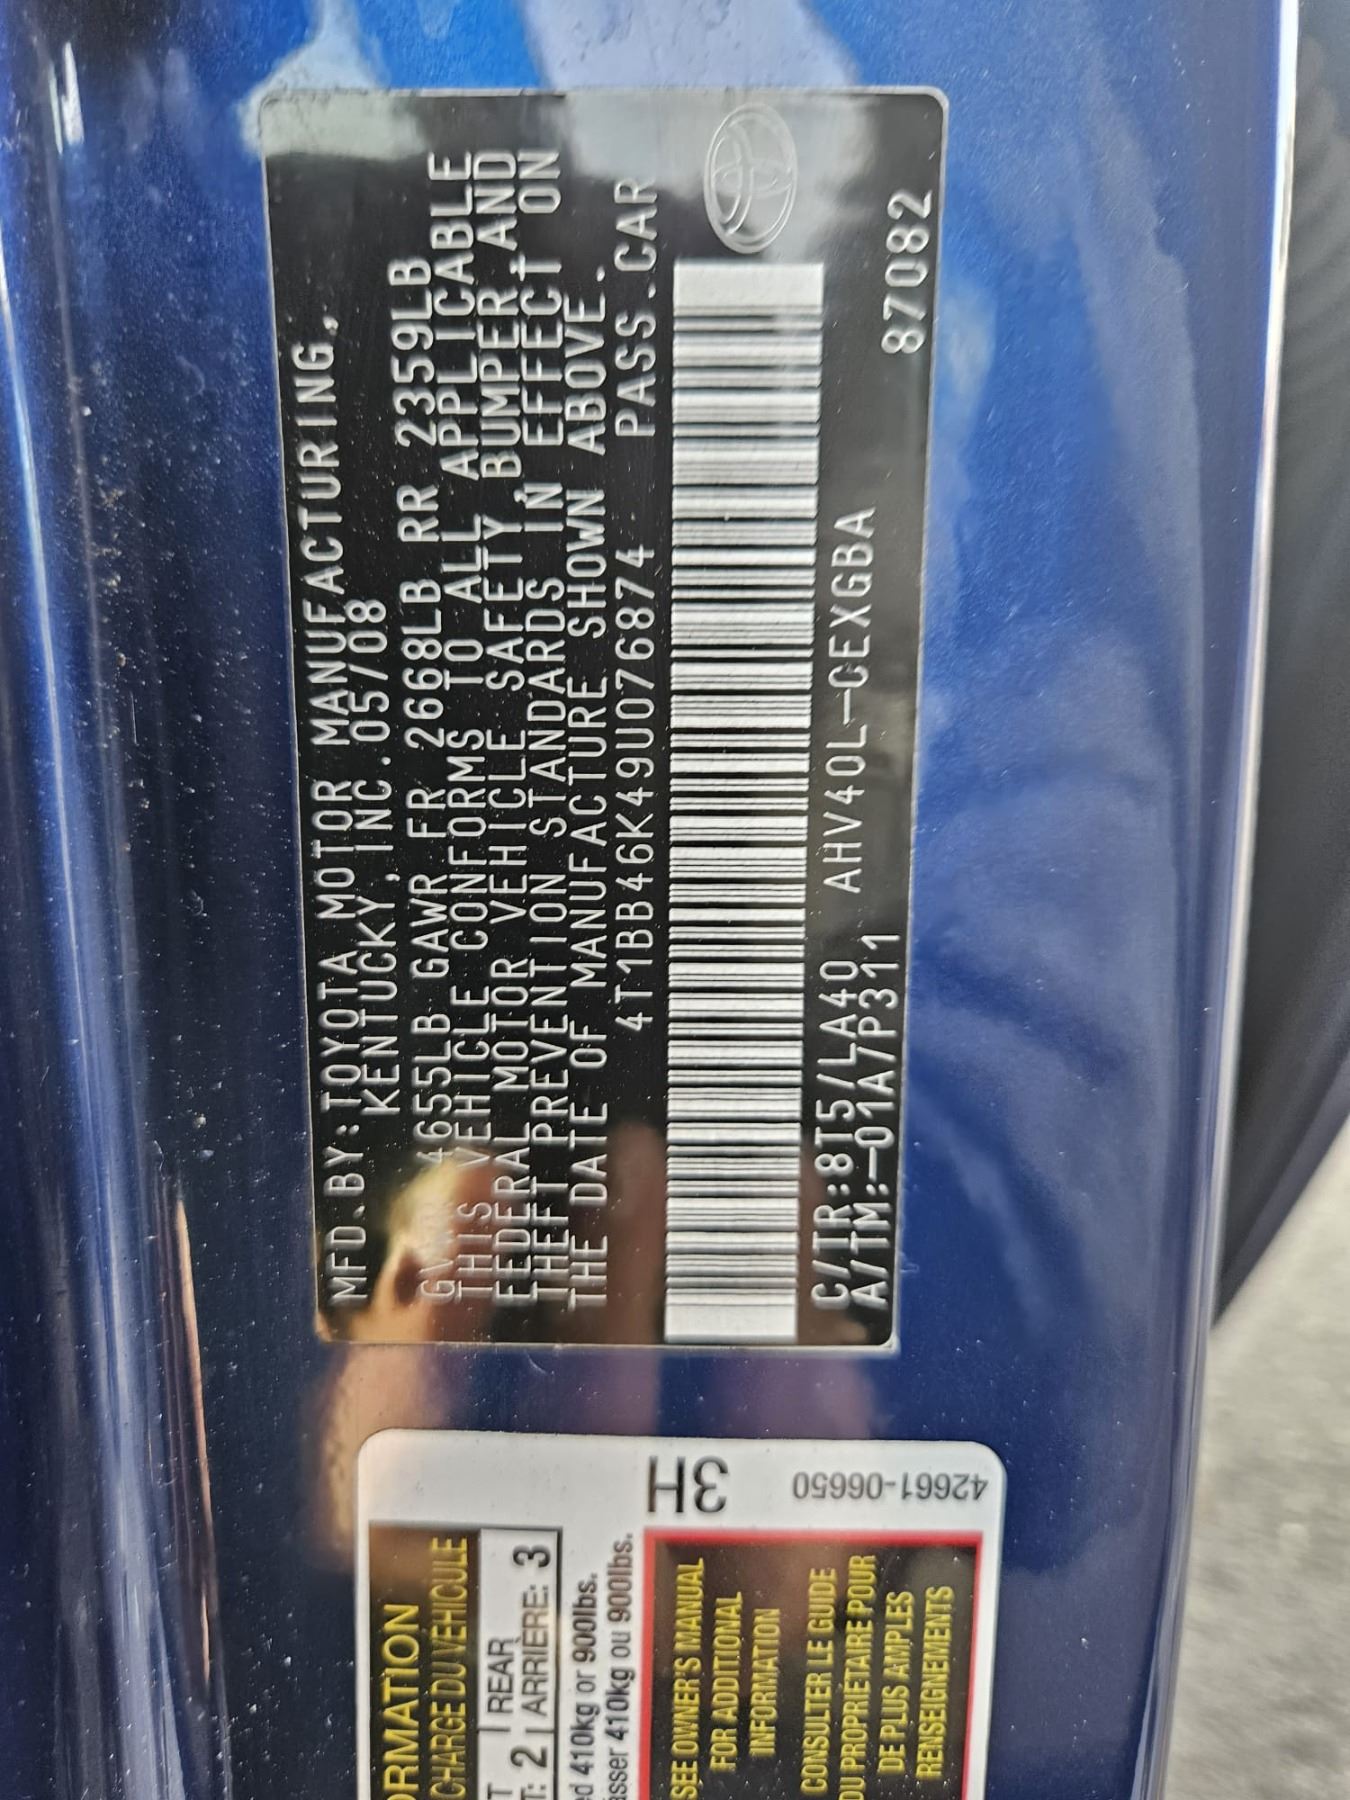 MFD.BY:TOYOTA MOTOR MANUFACTURING,
KENTUCKY,INC.05/08
4655LB GAWR FR 2668LB RR 2359LB
THIS VEHICLE CONFORMS TO ALL APPLICABLE
FEDERAL MOTOR VEHICLE SAFETY,BUMPER,AND
THEFT PREVENTION STANDARDS IN EFFECT ON
THE DATE OF MANUFACTURE SHOWN ABOVE.
4T1BB46K49U076874 PASS.CAR
C/TR:8T5/LA40 AHV40L-CEXGBA
A/TM:-01A/P311 87082
CHARGE DU VÉHICULE
REAR
2 ARRIÈRE: 3
410kg or 900lbs.
410kg ou 900lbs.
3H
SEE OWNER'S MANUAL
FOR ADDITIONAL
INFORMATION
CONSULTER LE GUIDE
DU PROPRIÉTAIRE POUR
DE PLUS AMPLES
RENSEIGNEMENTS
42661-06650